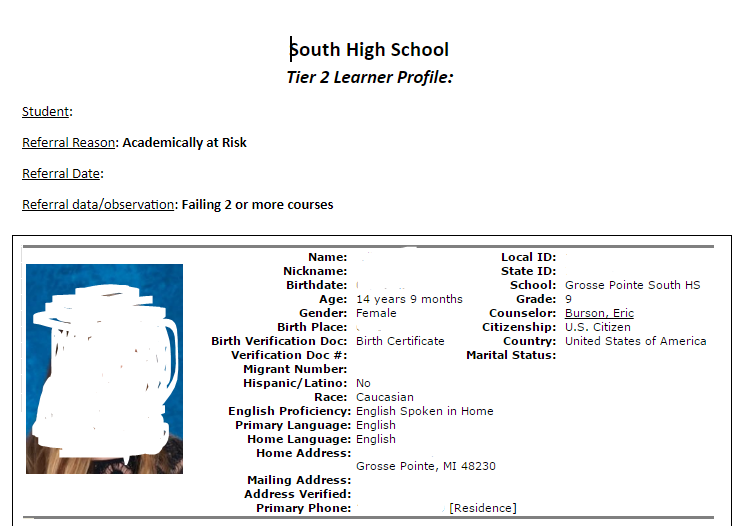 South High School
Tier 2 Learner Profile:
Student:
Referral Reason: Academically at Risk
Referral Date:
Referral data/observation: Failing 2 or more courses
Name: Local ID:
Nickname: State ID:
Birthdate: School: Grosse Pointe South HS
Age: 14 years 9 months Grade: 9
Gender: Female Counselor: Burson, Eric
Birth Place: Citizenship: U.S. Citizen
Birth Verification Doc: Birth Certificate Country: United States of America
Verification Doc #: Marital Status:
Migrant Number:
Hispanic/Latino: No
Race: Caucasian
English Proficiency: English Spoken in Home
Primary Language: English
Home Language: English
Home Address:
Grosse Pointe, MI 48230
Mailing Address:
Address Verified:
Primary Phone: [Residence]